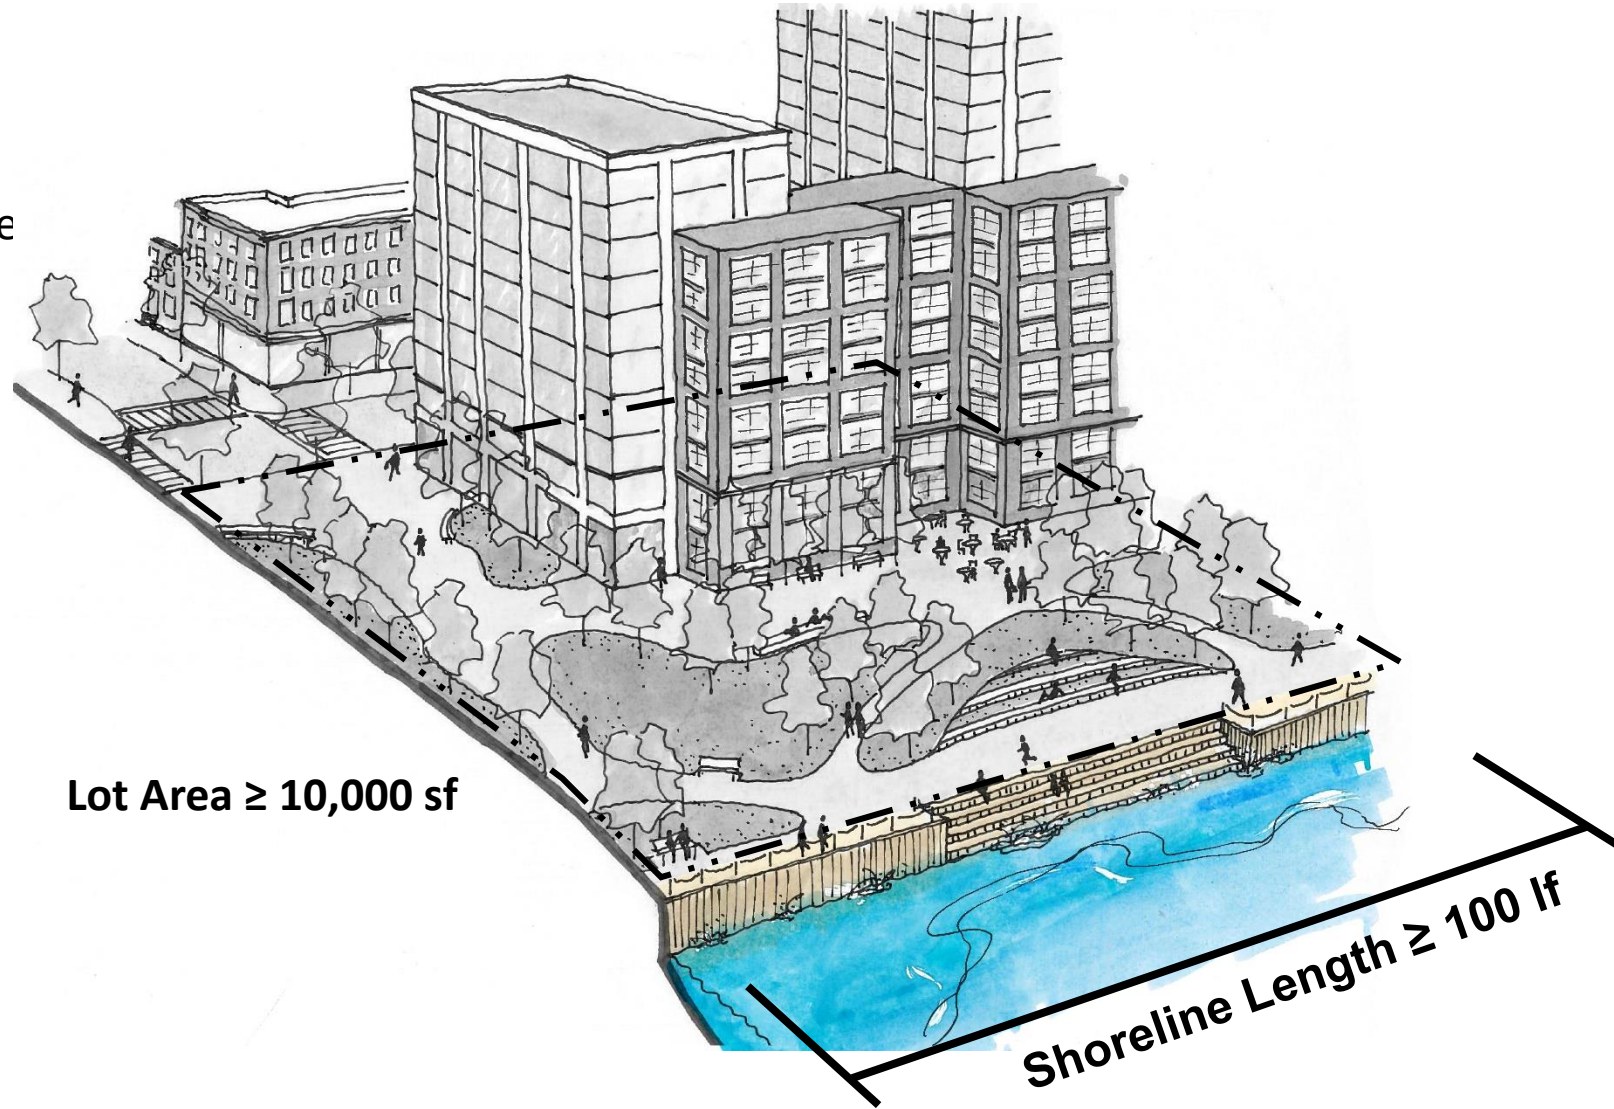 e
Lot Area ≥ 10,000 sf
Shoreline Length ≥ 100 lf